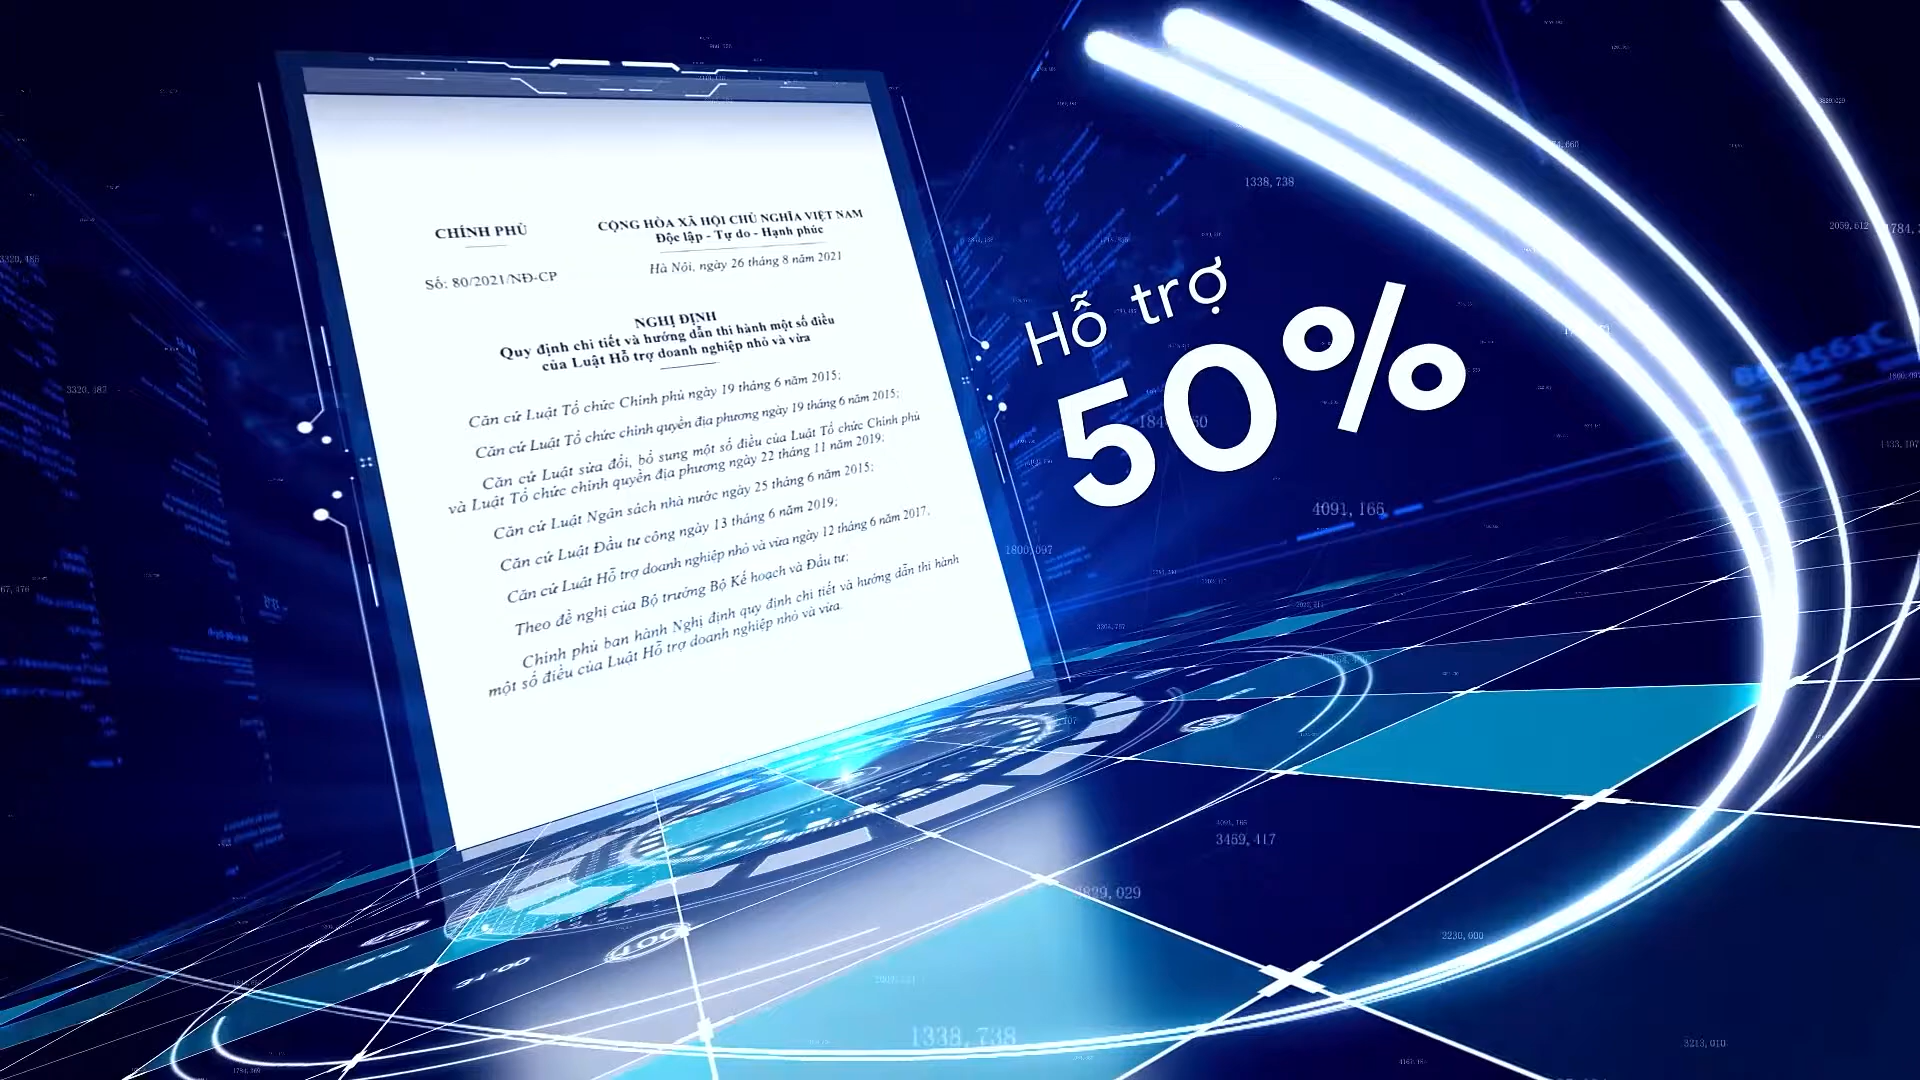 CHÍNH PHỦ
CỘNG HÒA XÃ HỘI CHỦ NGHĨA VIỆT NAM
Độc lập - Tự do - Hạnh phúc
Số: 80/2021/NĐ-CP
Hà Nội, ngày 26 tháng 8 năm 2021
NGHỊ ĐỊNH
Quy định chi tiết và hướng dẫn thi hành một số điều
của Luật Hỗ trợ doanh nghiệp nhỏ và vừa
Căn cứ Luật Tổ chức Chính phủ ngày 19 tháng 6 năm 2015;
Căn cứ Luật Tổ chức chính quyền địa phương ngày 19 tháng 6 năm 2015;
Căn cứ Luật sửa đổi, bổ sung một số điều của Luật Tổ chức Chính phủ
và Luật Tổ chức chính quyền địa phương ngày 22 tháng 11 năm 2019;
Căn cứ Luật Ngân sách nhà nước ngày 25 tháng 6 năm 2015;
Căn cứ Luật Đầu tư công ngày 13 tháng 6 năm 2019;
Căn cứ Luật Hỗ trợ doanh nghiệp nhỏ và vừa ngày 12 tháng 6 năm 2017,
Theo đề nghị của Bộ trưởng Bộ Kế hoạch và Đầu tư;
Chính phủ ban hành Nghị định quy định chi tiết và hướng dẫn thi hành
một số điều của Luật Hỗ trợ doanh nghiệp nhỏ và vừa.
Hỗ trợ
50%
1338, 738
4091, 166
1800, 097
3469, 417
3829, 029
2230, 600
1338, 738
3213, 010
2059, 612
3320, 482